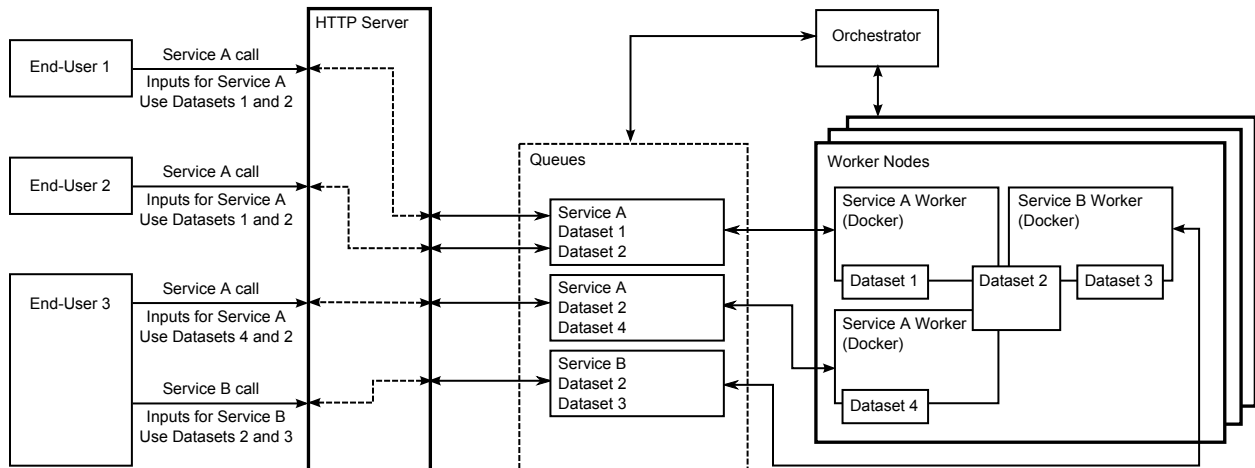 HTTP Server
End-User 1
Service A call
Inputs for Service A
Use Datasets 1 and 2
End-User 2
Service A call
Inputs for Service A
Use Datasets 1 and 2
End-User 3
Service A call
Inputs for Service A
Use Datasets 4 and 2
Service B call
Inputs for Service B
Use Datasets 2 and 3
Queues
Service A
Dataset 1
Dataset 2
Service A
Dataset 2
Dataset 4
Service B
Dataset 2
Dataset 3
Orchestrator
Worker Nodes
Service A Worker
(Docker)
Service B Worker
(Docker)
Dataset 1
Dataset 2
Dataset 3
Service A Worker
(Docker)
Dataset 4